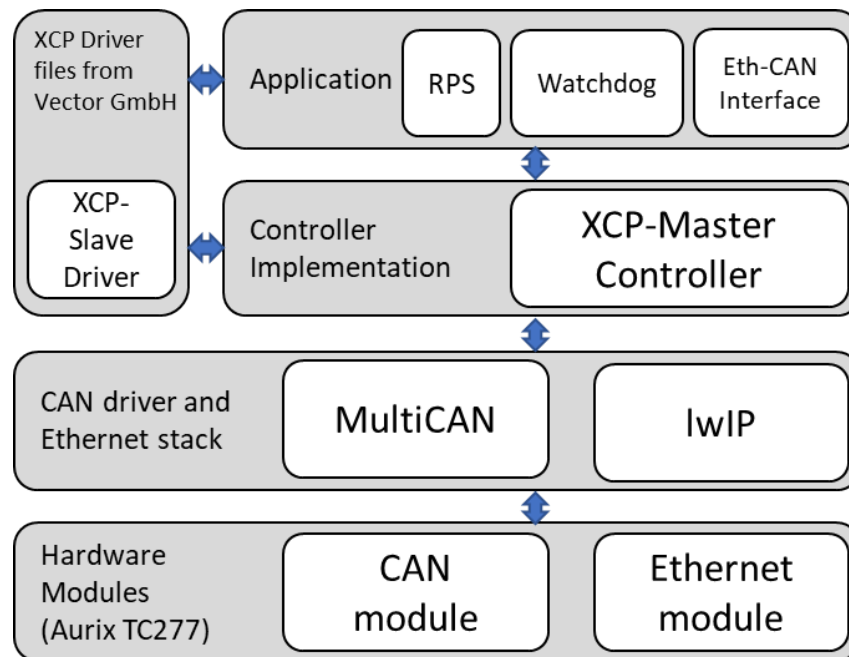 XCP Driver
files from
Vector GmbH
XCP-
Slave
Driver
Application
RPS
Watchdog
Eth-CAN
Interface
Controller
Implementation
XCP-Master
Controller
CAN driver and
Ethernet stack
MultiCAN
lwIP
Hardware
Modules
(Aurix TC277)
CAN
module
Ethernet
module